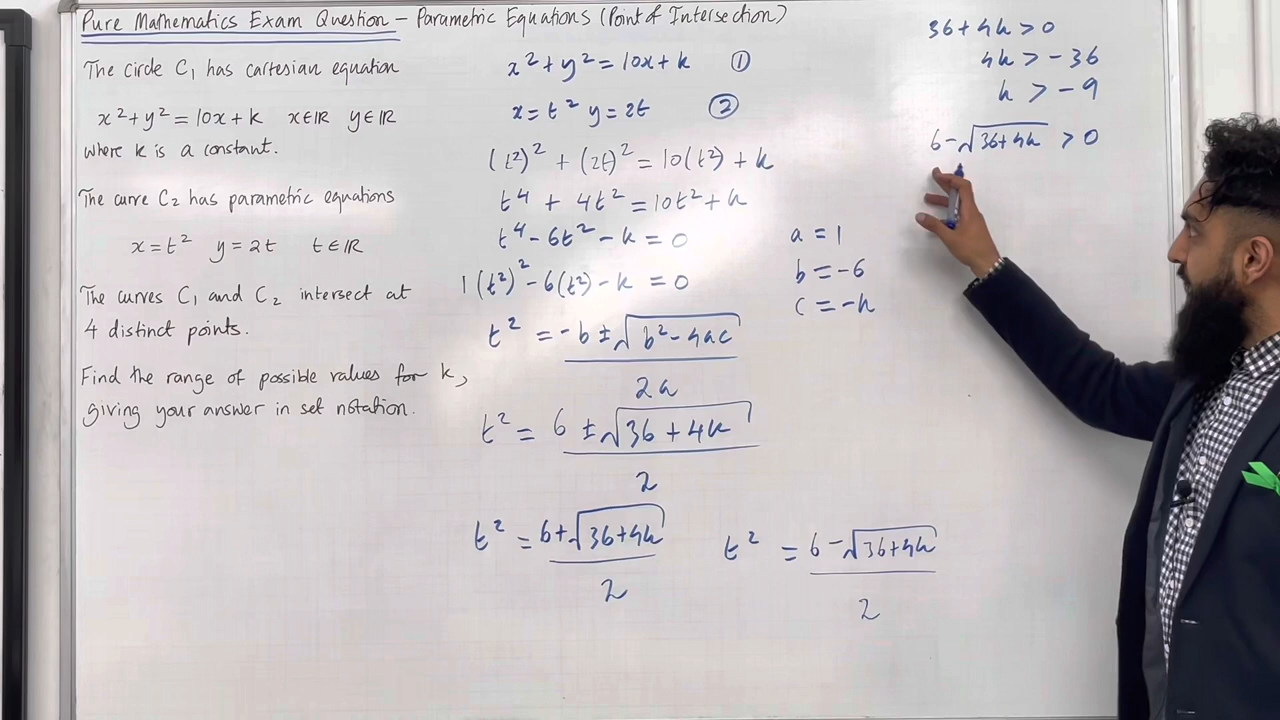 Pure Mathematics Exam Question - Parametric Equations (Point of Intersection)
The circle C₁ has cartesian equation
x² + y² = 10x + k x∈ℝ y∈ℝ
where k is a constant.
The curve C₂ has parametric equations
x = t² y = 2t t∈ℝ
The curves C₁ and C₂ intersect at
4 distinct points.
Find the range of possible values for k,
giving your answer in set notation.
x² + y² = 10x + k ①
x = t² y = 2t ②
(t²)² + (2t)² = 10(t²) + k
t⁴ + 4t² = 10t² + k
t⁴ - 6t² - k = 0
1(t²)² - 6(t²) - k = 0
t² = (-b ± √(b² - 4ac)) / 2a
t² = (6 ± √(36 + 4k)) / 2
t² = (6 + √(36 + 4k)) / 2 t² = (6 - √(36 + 4k)) / 2
a = 1
b = -6
c = -k
36 + 4k > 0
4k > -36
k > -9
6 - √(36 + 4k) > 0